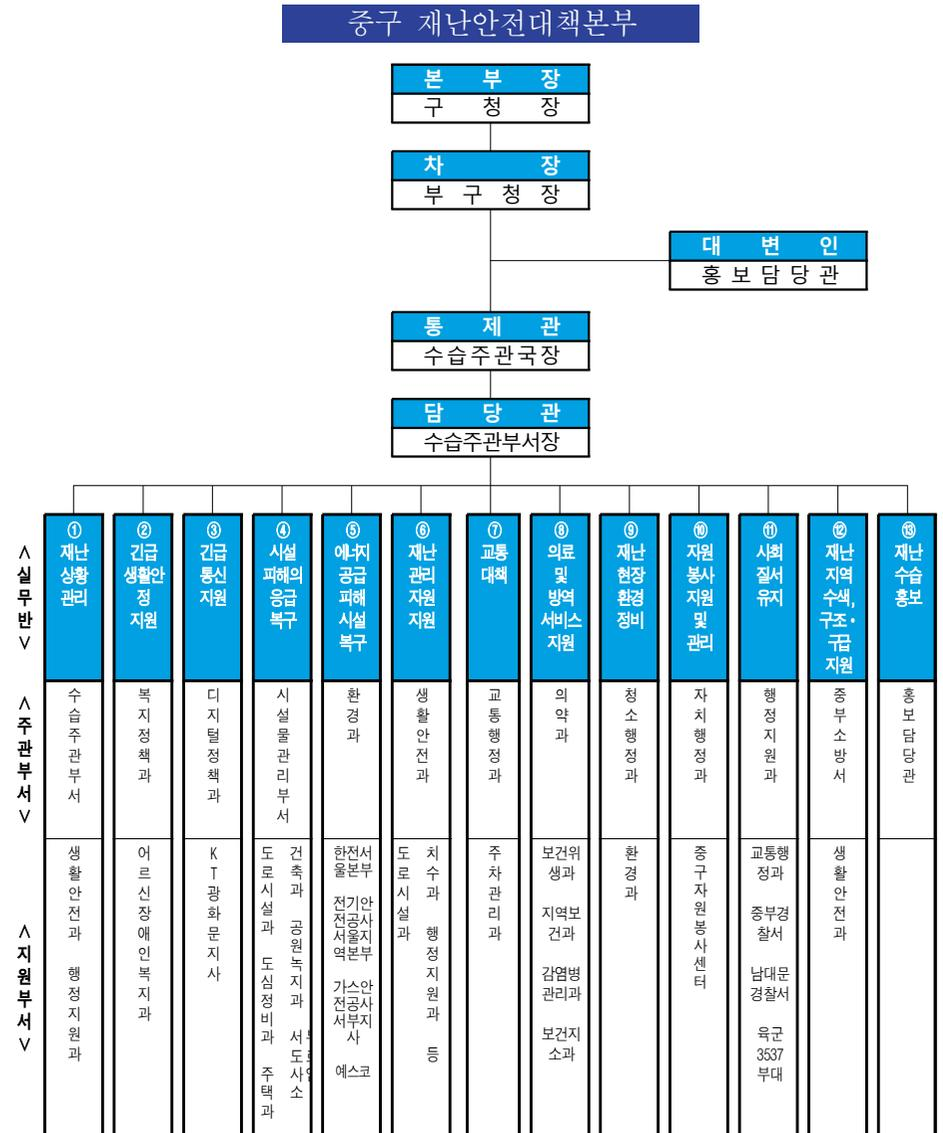 중구 재난안전대책본부
본 부 장
구 청 장
차 장
부 구 청 장
대 변 인
홍 보 담 당 관
통 제 관
수습주관국장
담 당 관
수습주관부서장
<실무반>
① 재난
상황
관리
② 긴급
생활안
정
지원
③ 긴급
통신
지원
④ 시설
피해의
응급
복구
⑤ 에너지
공급
피해
시설
복구
⑥ 재난
관리
자원
지원
⑦ 교통
대책
⑧ 의료
및
방역
서비스
지원
⑨ 재난
현장
환경
정비
⑩ 자원
봉사
지원
및
관리
⑪ 사회
질서
유지
⑫ 재난
지역
수색,
구조·
구급
지원
⑬ 재난
수습
홍보
<주관부서>
수습주관부서
복지정책과
디지털정책과
시설물관리부서
환경과
생활안전과
교통행정과
의약과
청소행정과
자치행정과
행정지원과
중부소방서
홍보담당관
<지원부서>
생활안전과 행정지원과
어르신장애인복지과
KT광화문지사
건축과 공원녹지과 서
도로시설과 도심정비과 주택과
한전서
울본부
전기안
전공사
서울지
역본부
가스안
전공사
서부지
사
예스코
치수과 행정지원과 등
도로시설과
주차관리과
보건위
생과
지역보
건과
감염병
관리과
보건지
소과
환경과
중구자원봉사센터
교통행
정과
중부경
찰서
남대문
경찰서
육군
3537
부대
생활안전과